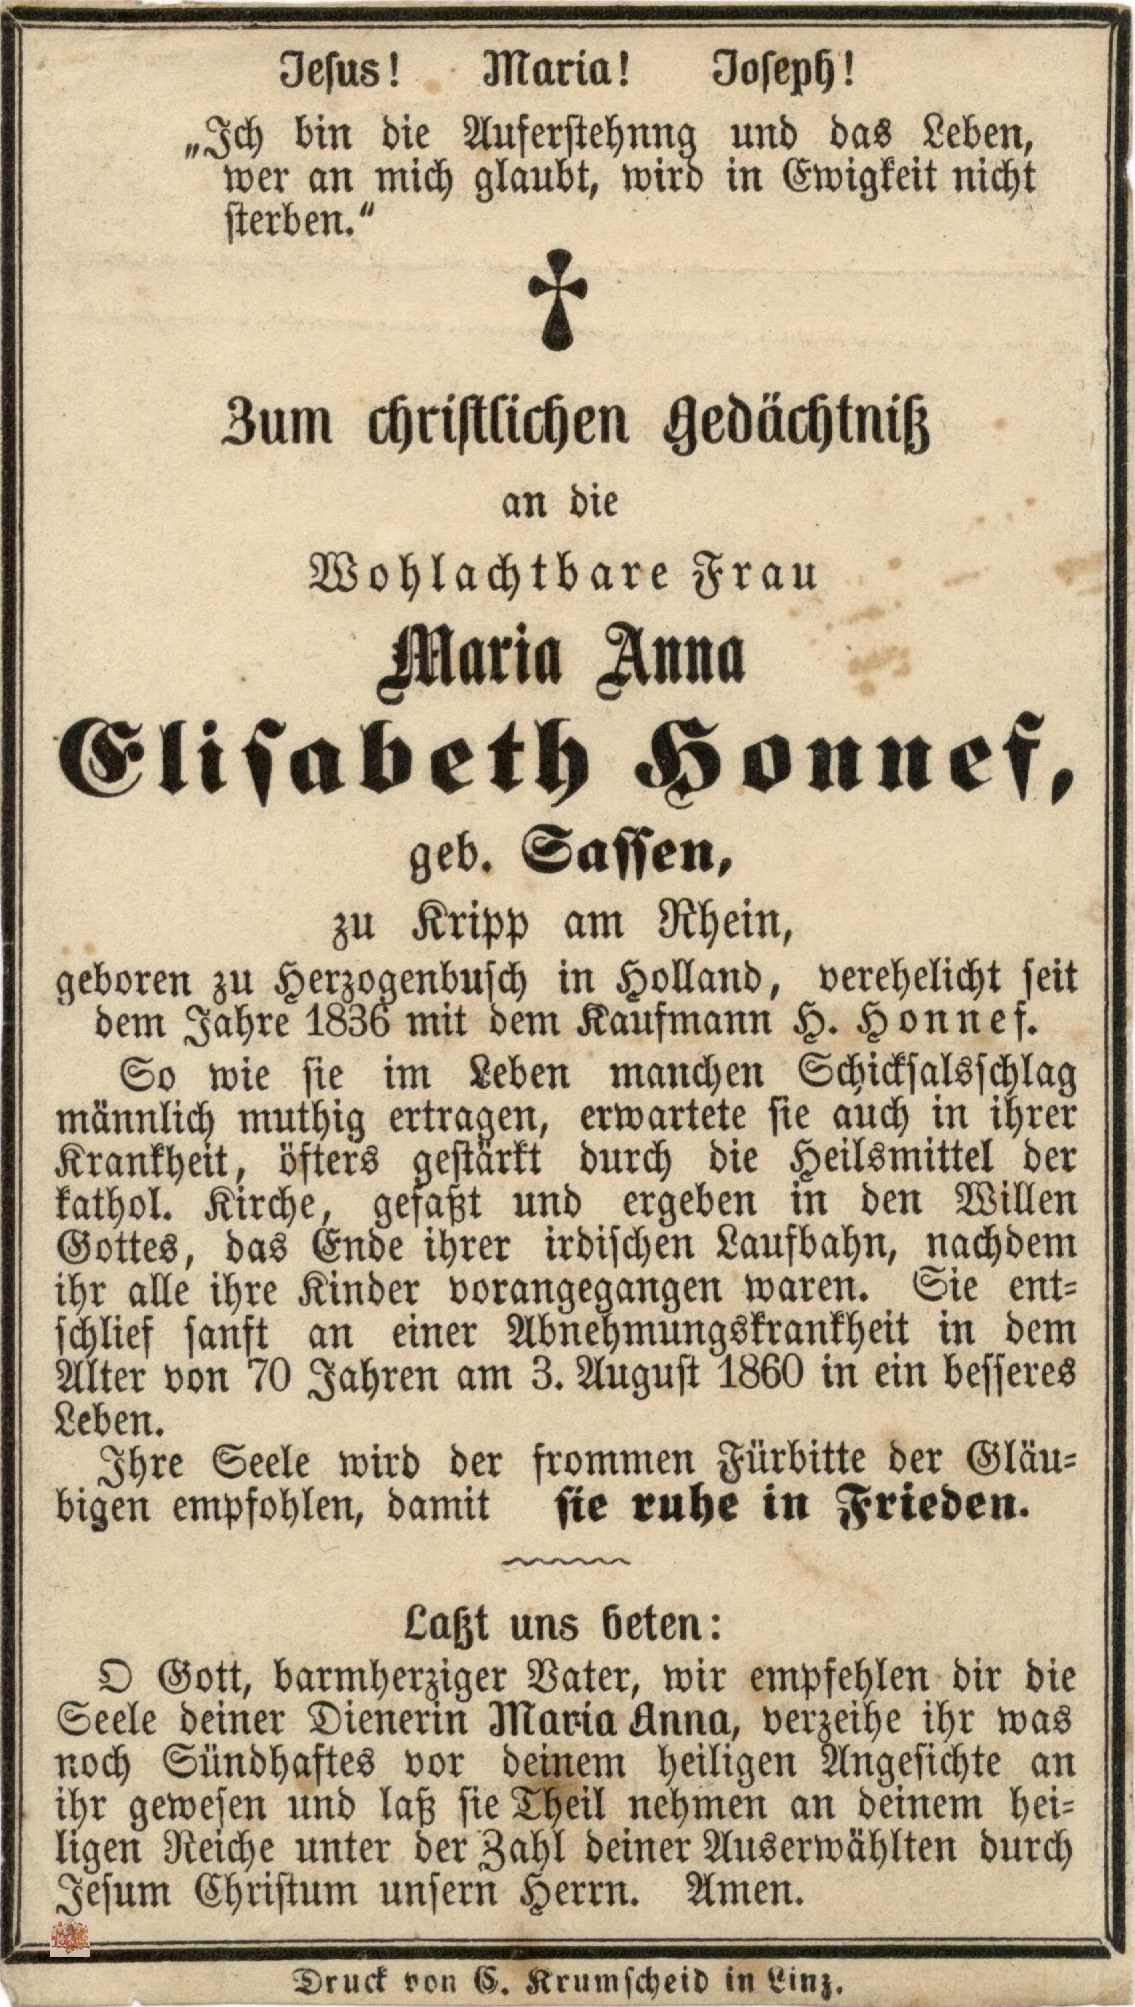 Jesus! Maria! Joseph!
„Ich bin die Auferstehnng und das Leben,
wer an mich glaubt, wird in Ewigkeit nicht
sterben.“
Zum christlichen Gedächtniß
an die
Wohlachtbare Frau
Maria Anna
Elisabeth Honnef,
geb. Sassen,
zu Kripp am Rhein,
geboren zu Herzogenbusch in Holland, verehelicht seit
dem Jahre 1836 mit dem Kaufmann H. Honnef.
So wie sie im Leben manchen Schicksalsschlag
männlich muthig ertragen, erwartete sie auch in ihrer
Krankheit, öfters gestärkt durch die Heilsmittel der
kathol. Kirche, gefaßt und ergeben in den Willen
Gottes, das Ende ihrer irdischen Laufbahn, nachdem
ihr alle ihre Kinder vorangegangen waren. Sie ent-
schlief sanft an einer Abnehmungskrankheit in dem
Alter von 70 Jahren am 3. August 1860 in ein besseres
Leben.
Ihre Seele wird der frommen Fürbitte der Gläu-
bigen empfohlen, damit sie ruhe in Frieden.
Laßt uns beten:
O Gott, barmherziger Vater, wir empfehlen dir die
Seele deiner Dienerin Maria Anna, verzeihe ihr was
noch Sündhaftes vor deinem heiligen Angesichte an
ihr gewesen und laß sie Theil nehmen an deinem hei-
ligen Reiche unter der Zahl deiner Auserwählten durch
Jesum Christum unsern Herrn. Amen.
Druck von C. Krumscheid in Linz.